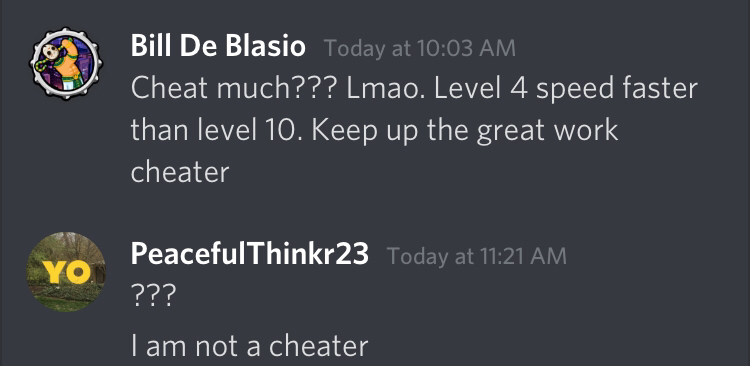 Bill De Blasio Today at 10:03 AM
Cheat much??? Lmao. Level 4 speed faster
than level 10. Keep up the great work
cheater
PeacefulThinkr23 Today at 11:21 AM
YO
???
I am not a cheater